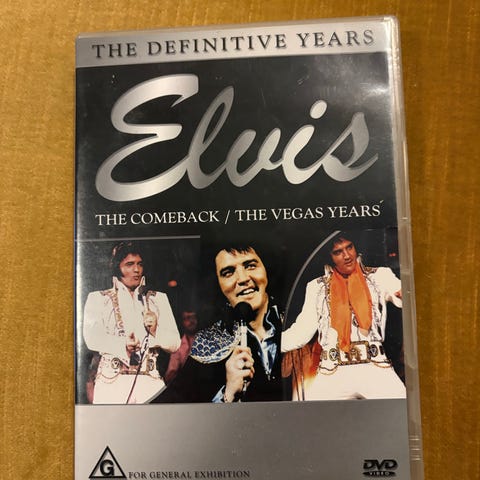 THE DEFINITIVE YEARS
Elvis
THE COMEBACK / THE VEGAS YEARS
G FOR GENERAL EXHIBITION
DVD
VIDEO